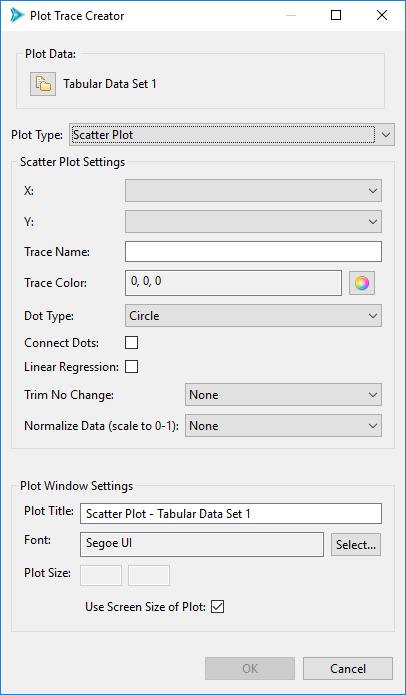 Plot Trace Creator
Plot Data:
Tabular Data Set 1
Plot Type: Scatter Plot
Scatter Plot Settings
X:
Y:
Trace Name:
Trace Color: 0, 0, 0
Dot Type: Circle
Connect Dots:
Linear Regression:
Trim No Change: None
Normalize Data (scale to 0-1): None
Plot Window Settings
Plot Title: Scatter Plot - Tabular Data Set 1
Font: Segoe UI Select...
Plot Size:
Use Screen Size of Plot:
OK Cancel